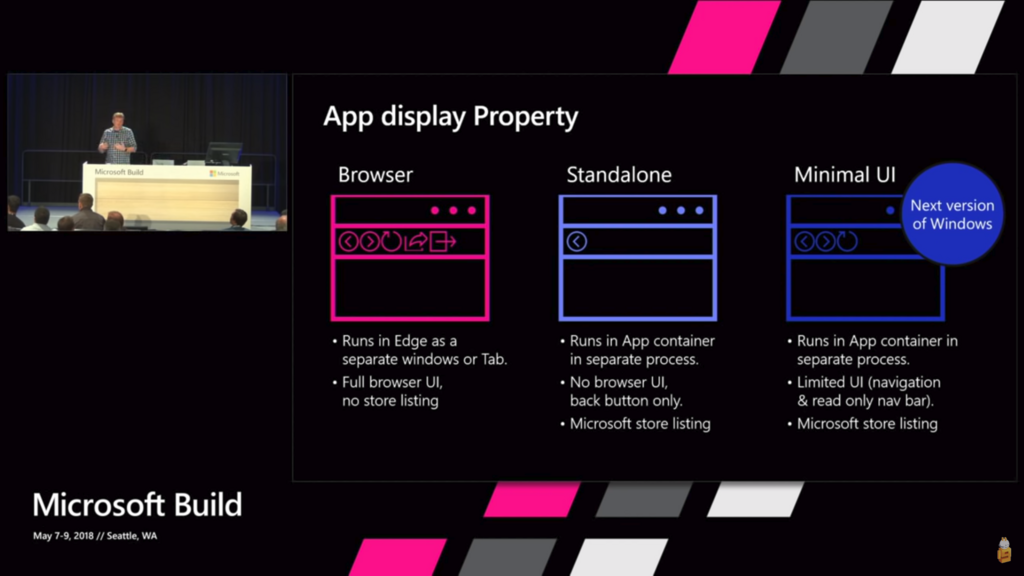 App display Property
Browser
Standalone
Minimal UI
Next version
of Windows
• Runs in Edge as a
separate windows or Tab.
• Full browser UI,
no store listing
• Runs in App container
in separate process.
• No browser UI,
back button only.
• Microsoft store listing
• Runs in App container in
separate process.
• Limited UI (navigation
& read only nav bar).
• Microsoft store listing
Microsoft Build
Microsoft
Microsoft Build
May 7-9, 2018 // Seattle, WA